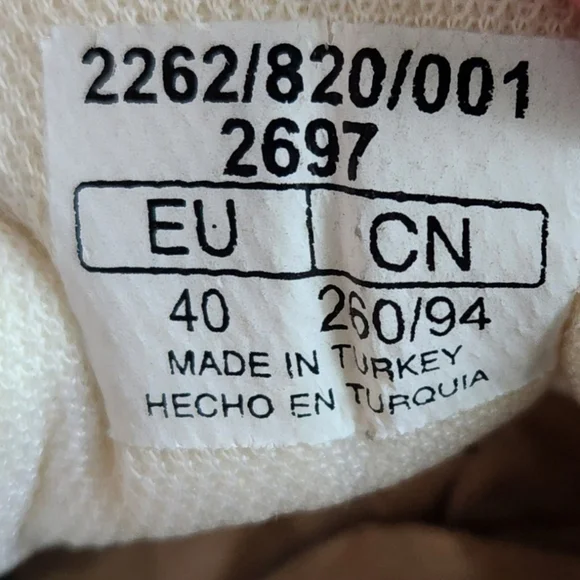 2262/820/001
2697
EU CN
40 260/94
MADE IN TURKEY
HECHO EN TURQUIA